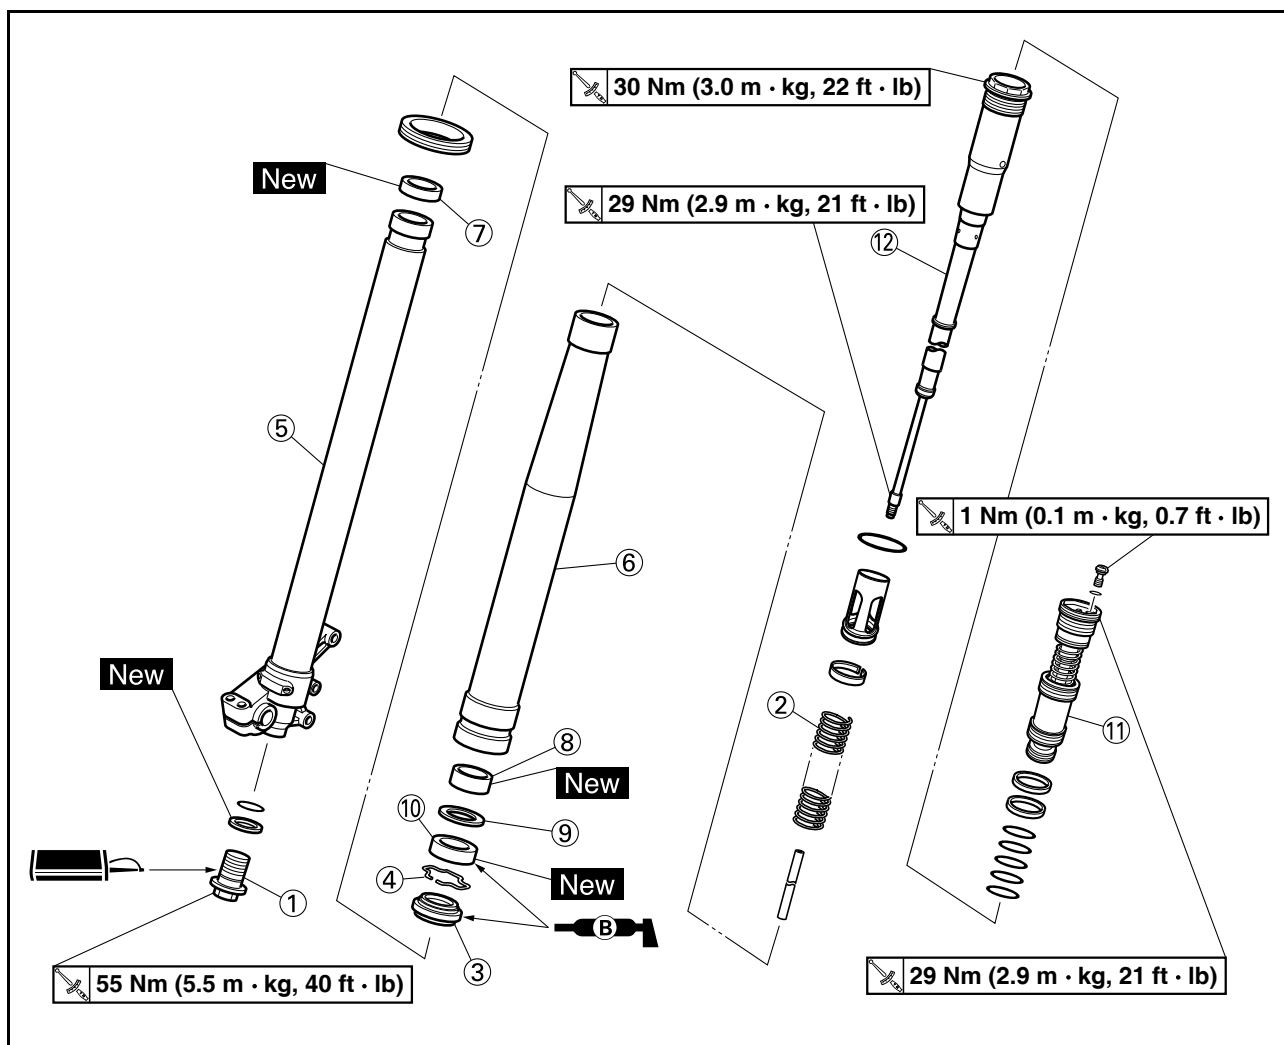 30 Nm (3.0 m · kg, 22 ft · lb)
New
29 Nm (2.9 m · kg, 21 ft · lb)
⑦
⑫
⑤
1 Nm (0.1 m · kg, 0.7 ft · lb)
⑥
New
②
⑪
⑧
New
⑩
⑨
④
New
①
B
③
55 Nm (5.5 m · kg, 40 ft · lb)
29 Nm (2.9 m · kg, 21 ft · lb)